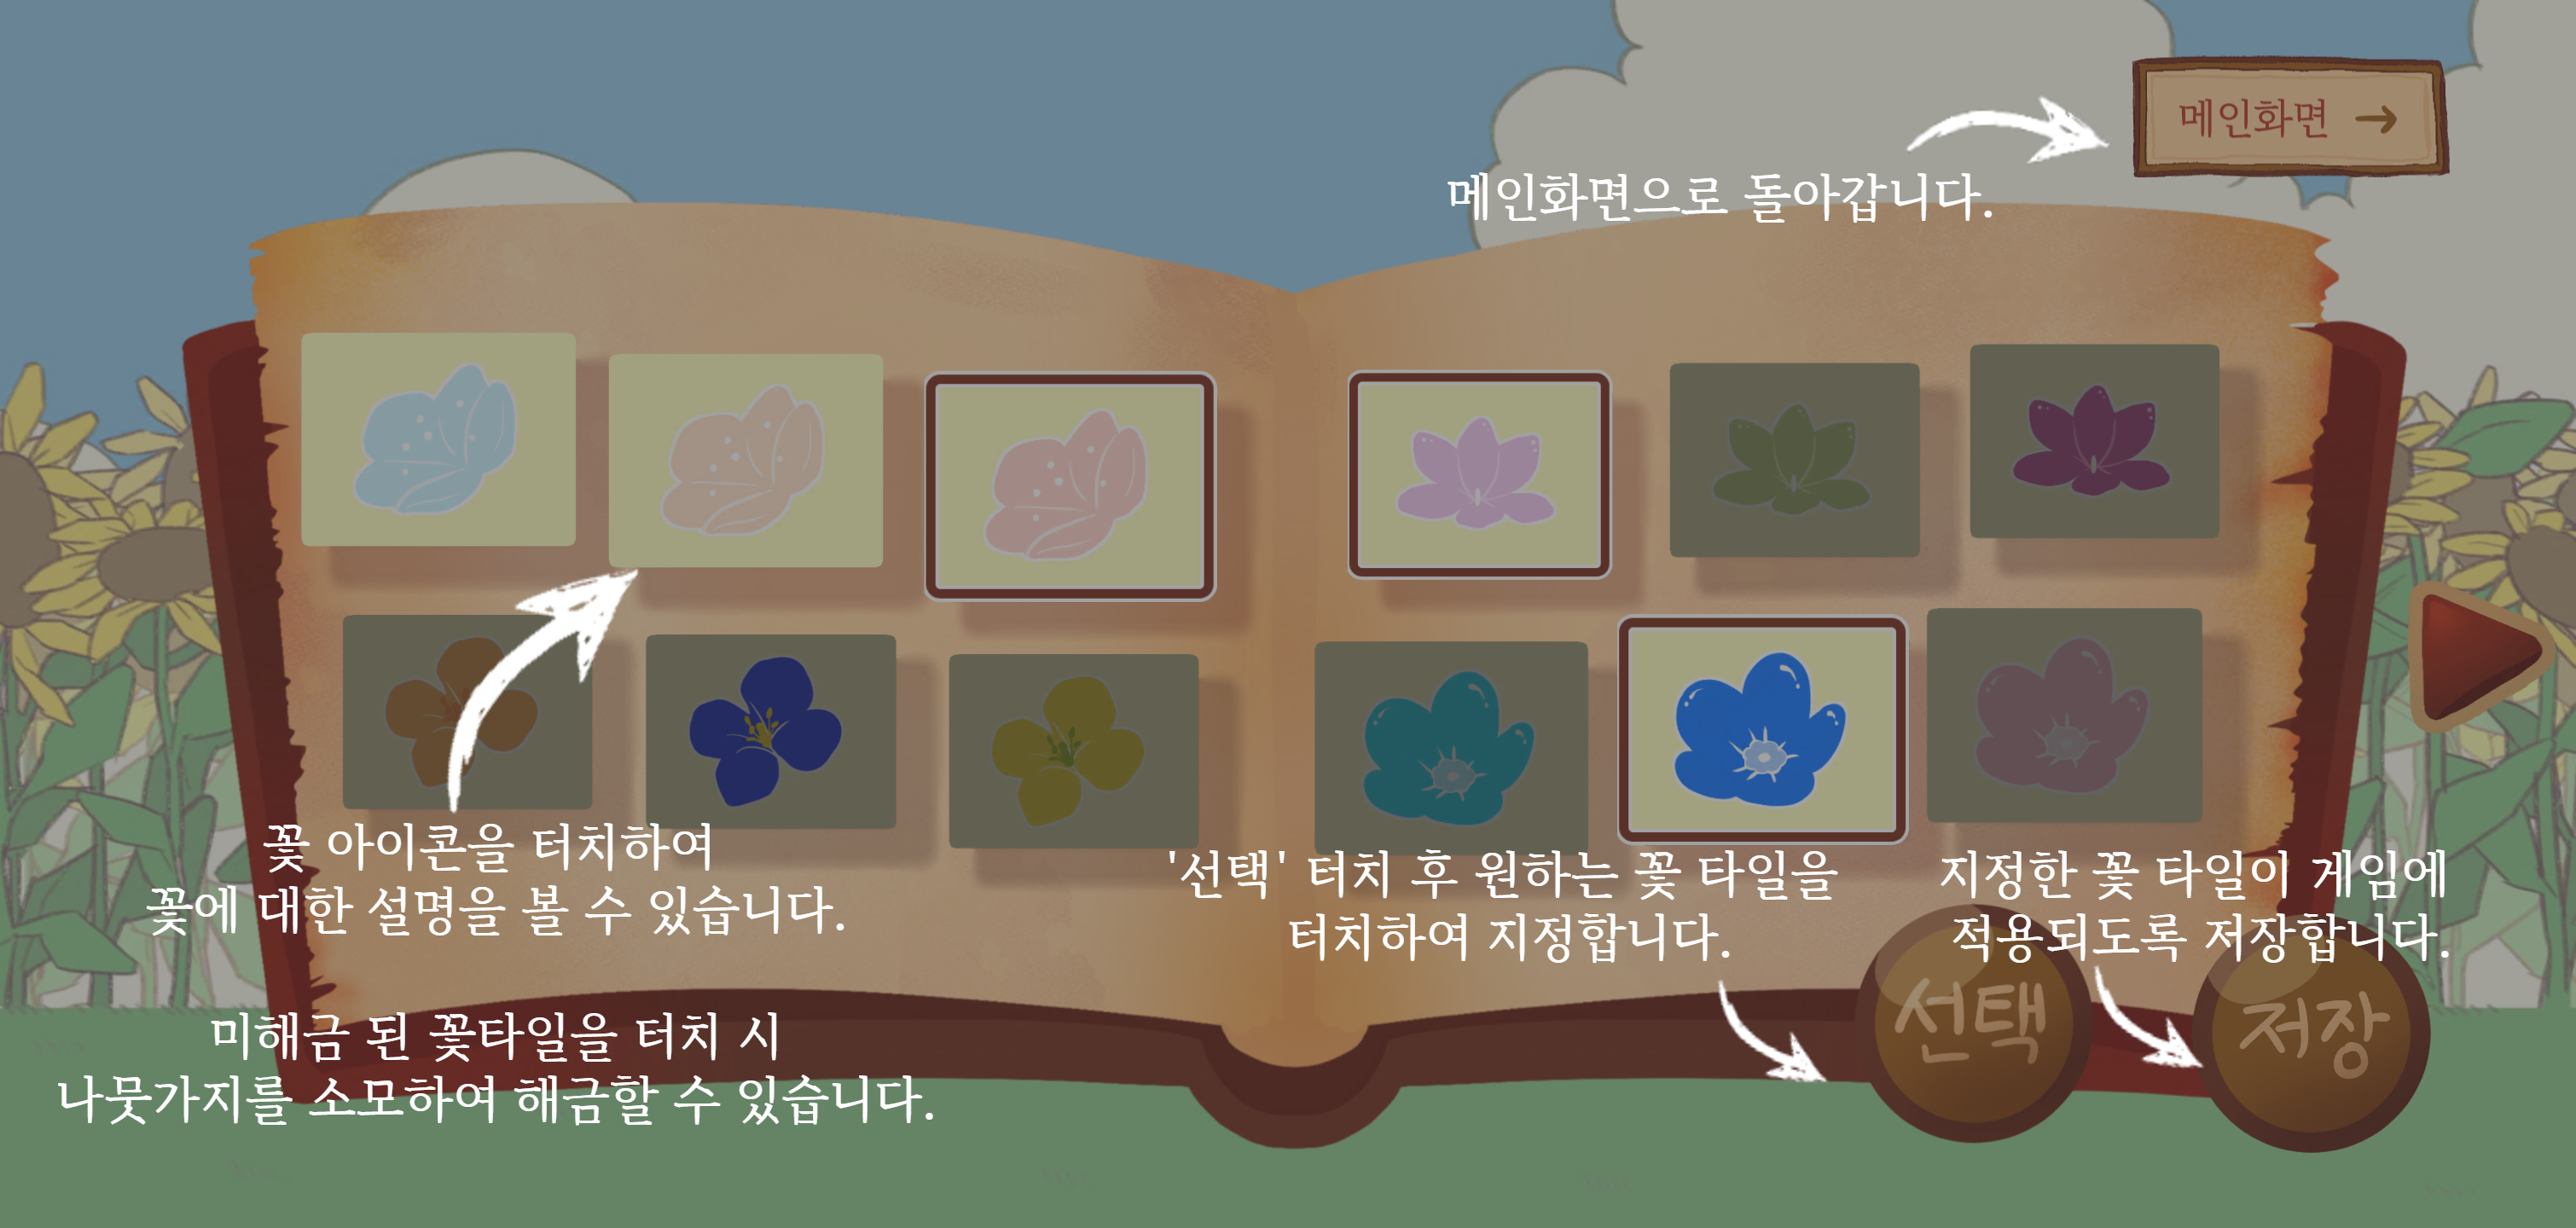 메인화면 →
메인화면으로 돌아갑니다.
꽃 아이콘을 터치하여
꽃에 대한 설명을 볼 수 있습니다.
미해금 된 꽃타일을 터치 시
나뭇가지를 소모하여 해금할 수 있습니다.
'선택' 터치 후 원하는 꽃 타일을
터치하여 지정합니다.
지정한 꽃 타일이 게임에
적용되도록 저장합니다.
선택
저장